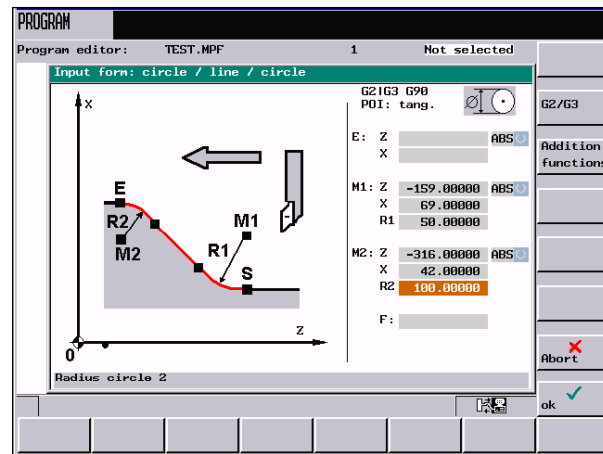 PROGRAM
Program editor: TEST.MPF 1 Not selected
Input form: circle / line / circle
G2|G3 G90
POI: tang.
G2/G3
X
E: Z ABS
X
Addition
functions
E
R2
M2
M1
R1
S
M1: Z -159.00000 ABS
X 69.00000
R1 50.00000
M2: Z -316.00000 ABS
X 42.00000
R2 100.00000
F:
Z
0
Abort
Radius circle 2
ok